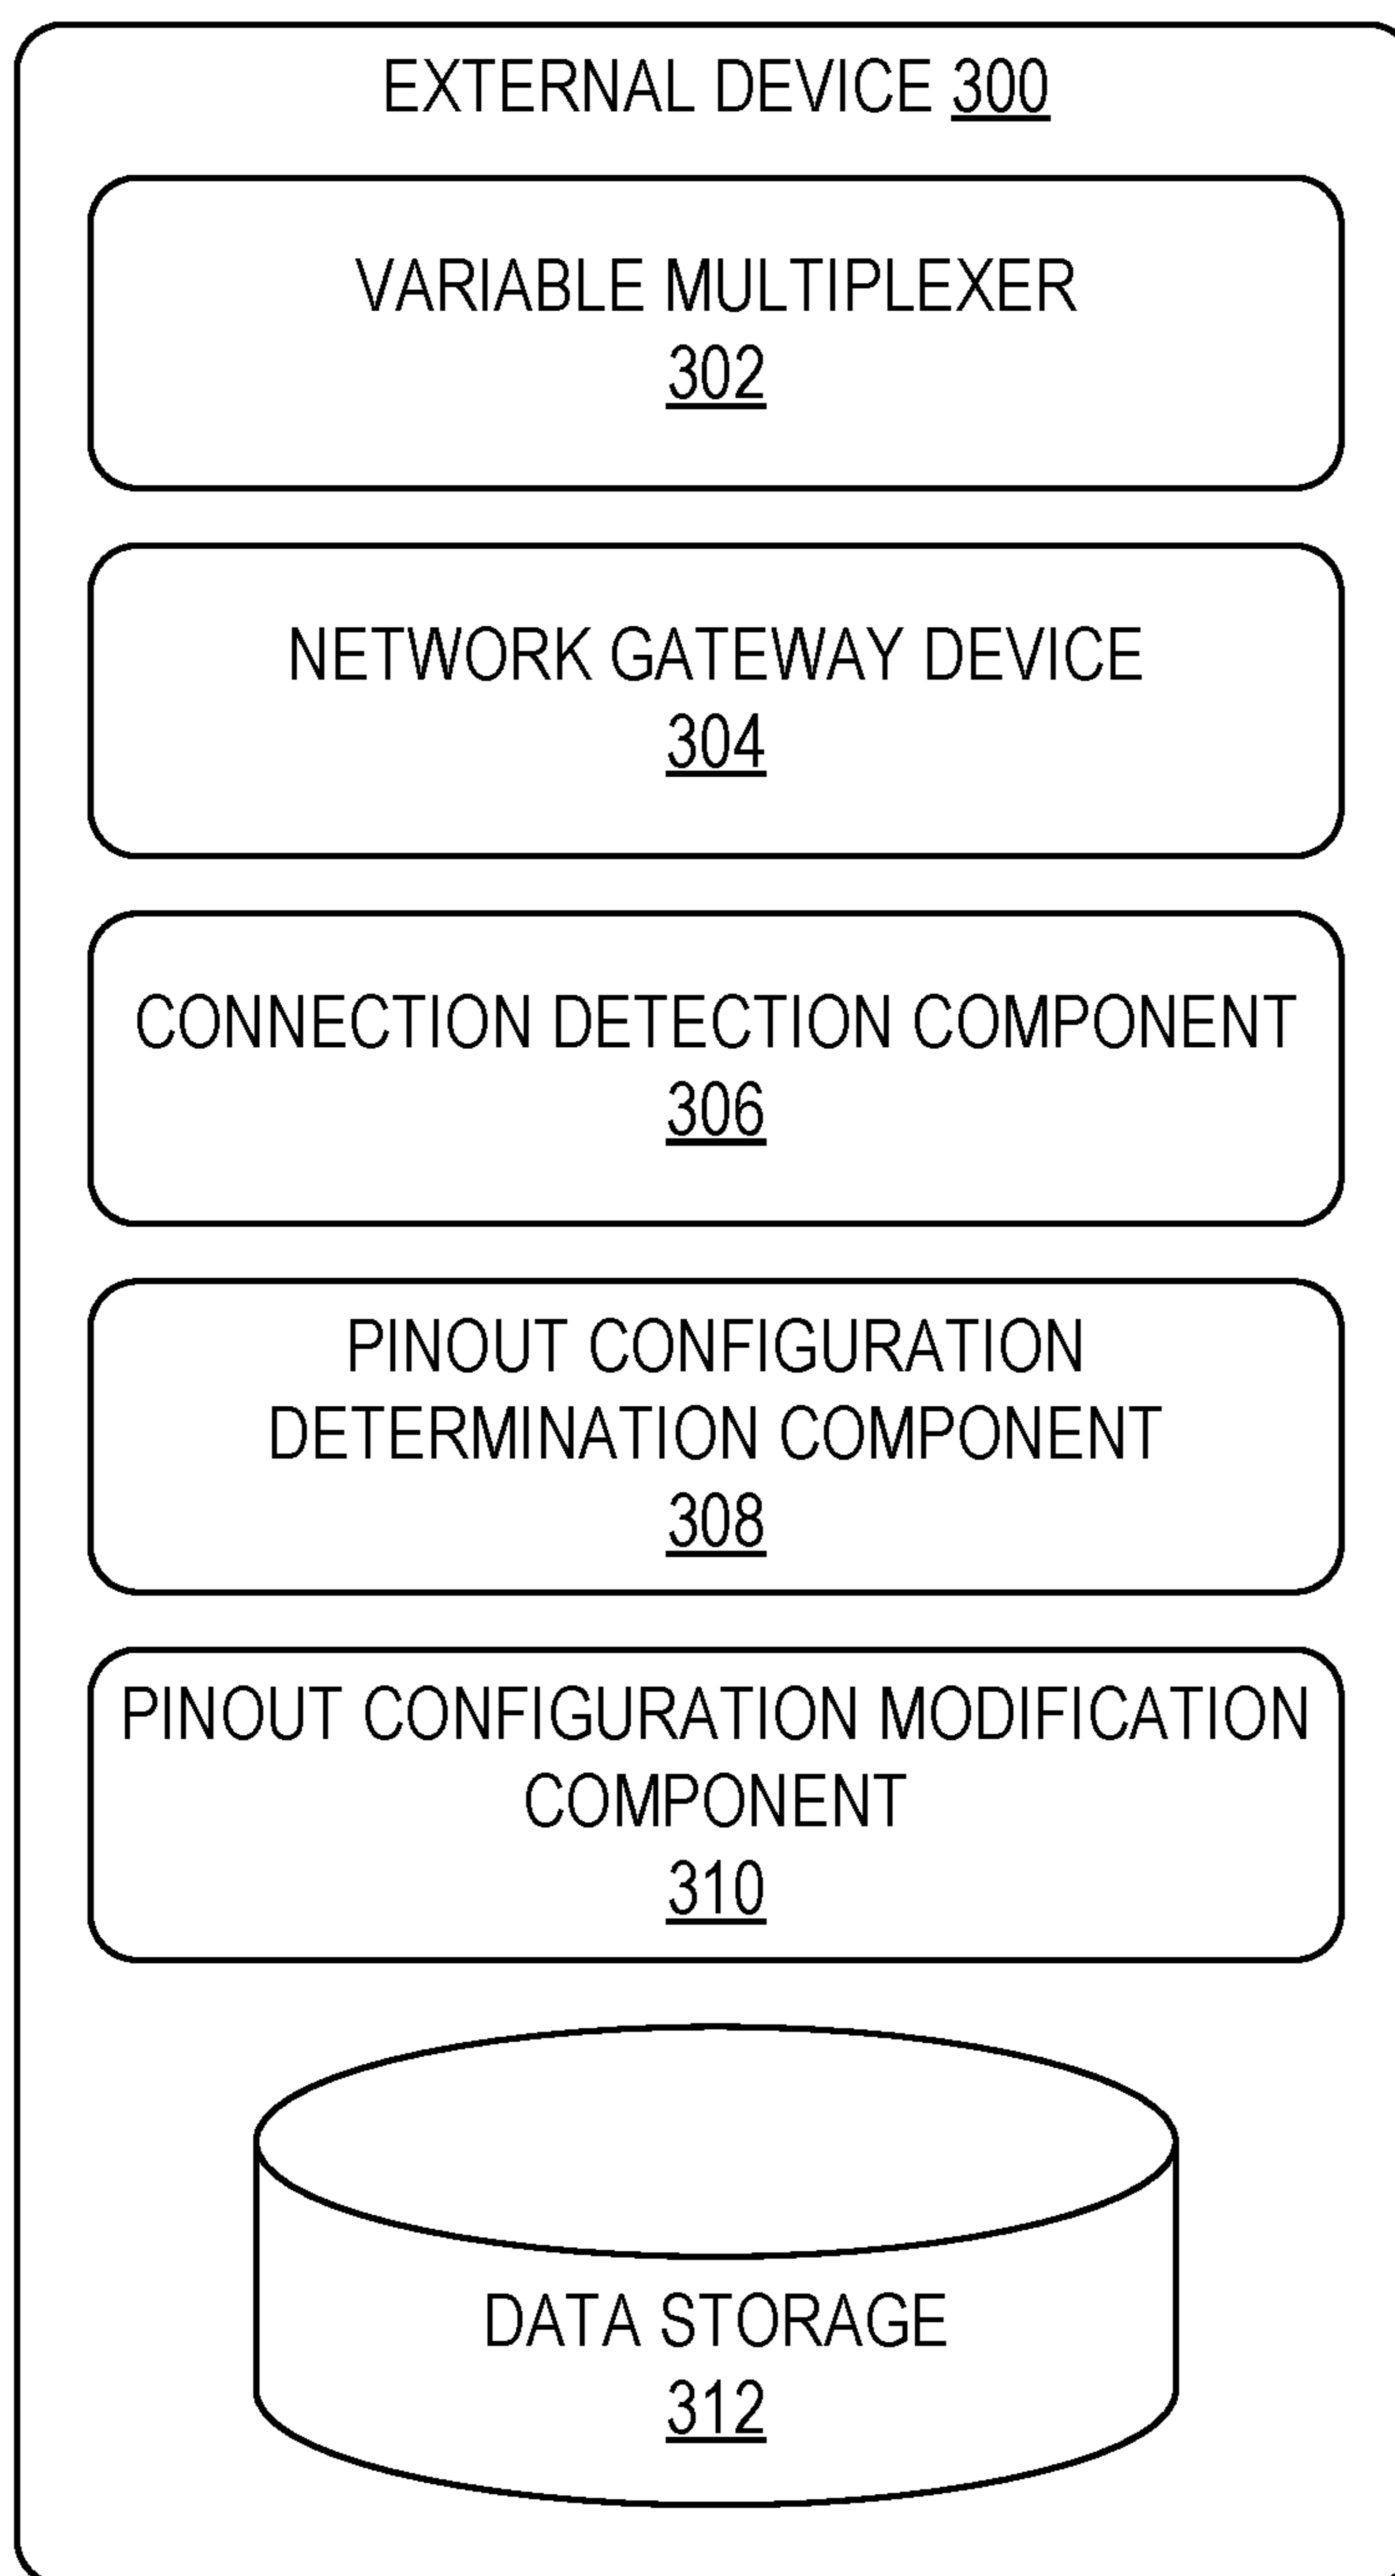 EXTERNAL DEVICE 300
VARIABLE MULTIPLEXER
302
NETWORK GATEWAY DEVICE
304
CONNECTION DETECTION COMPONENT
306
PINOUT CONFIGURATION
DETERMINATION COMPONENT
308
PINOUT CONFIGURATION MODIFICATION
COMPONENT
310
DATA STORAGE
312